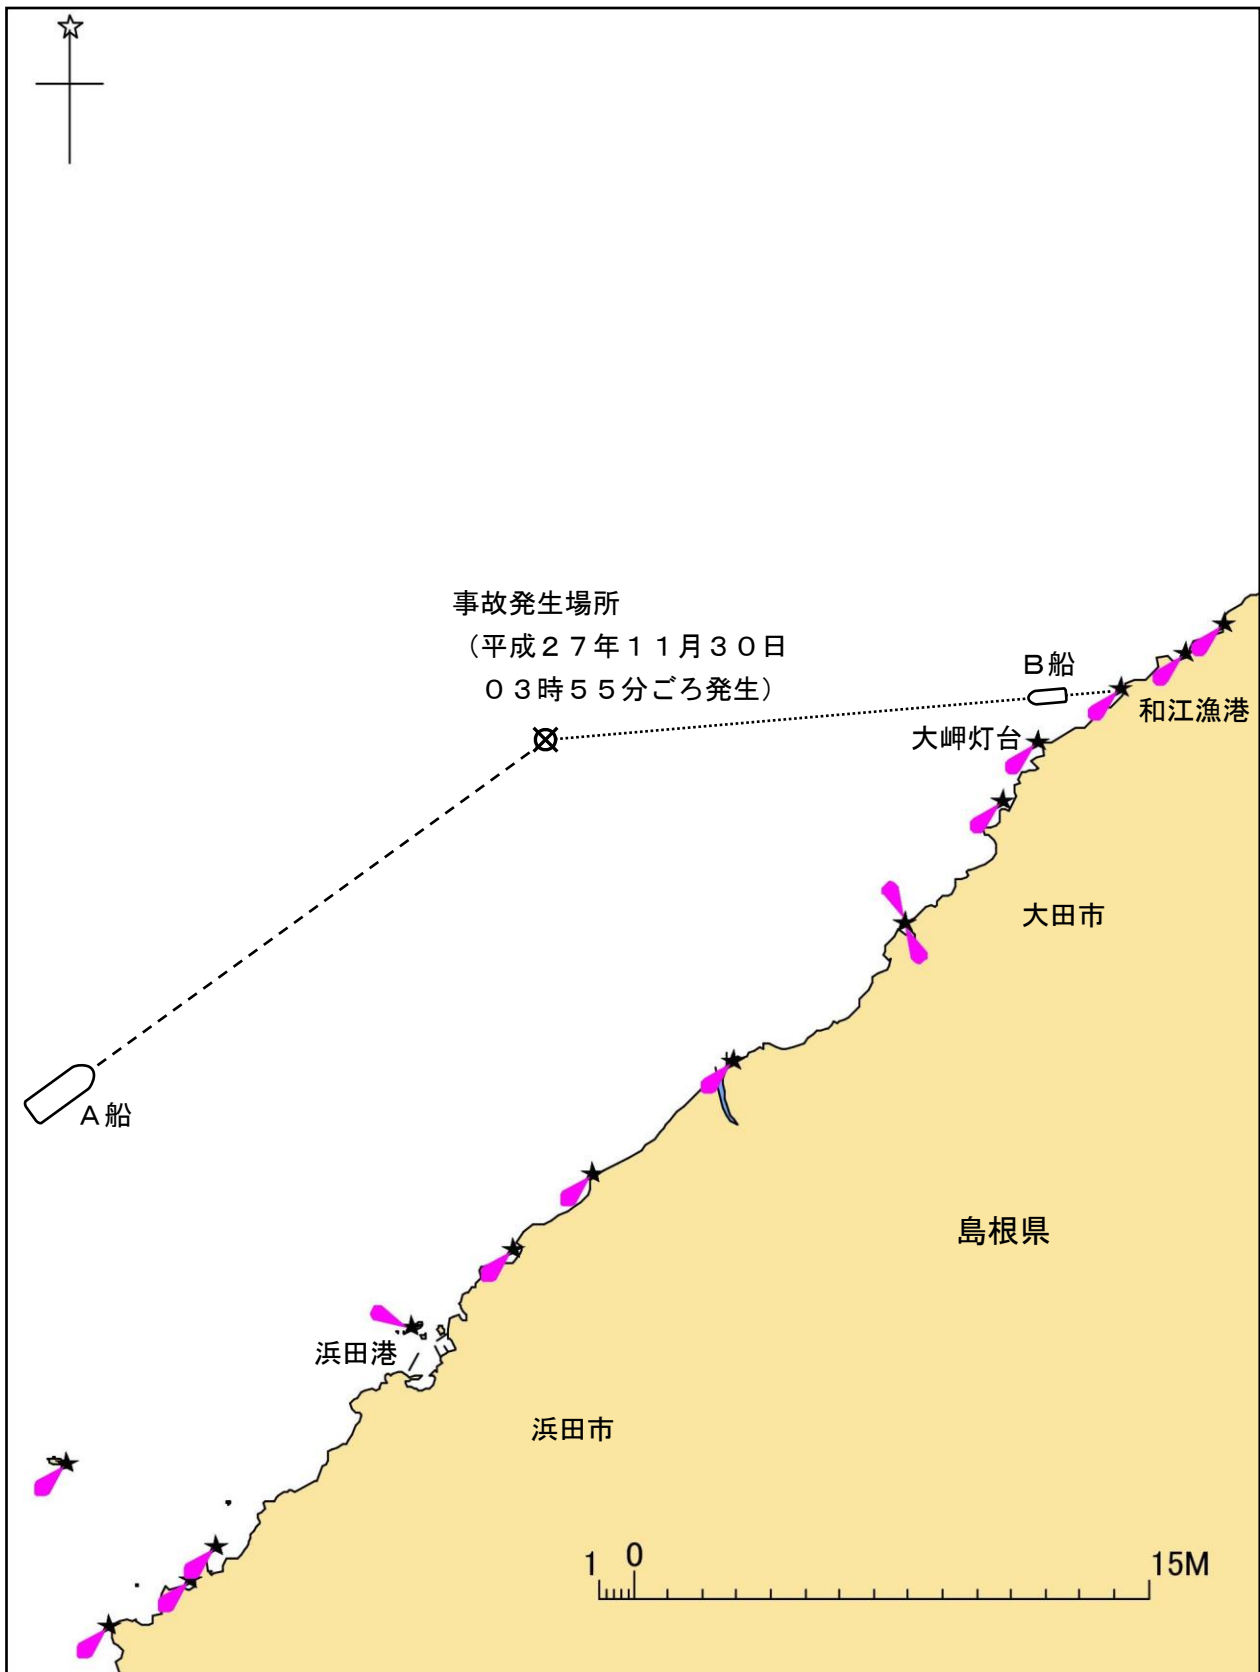 事故発生場所
（平成２７年１１月３０日
０３時５５分ごろ発生）
B船
和江漁港
大岬灯台
大田市
A船
島根県
浜田港
浜田市
1 0 15M